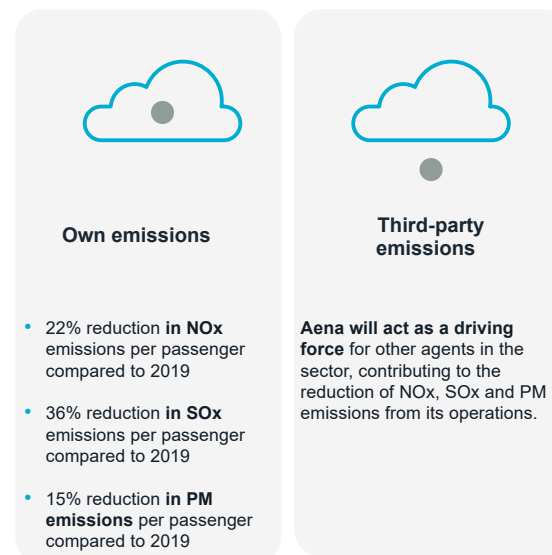 Own emissions
• 22% reduction in NOx
emissions per passenger
compared to 2019
• 36% reduction in SOx
emissions per passenger
compared to 2019
• 15% reduction in PM
emissions per passenger
compared to 2019
Third-party
emissions
Aena will act as a driving
force for other agents in the
sector, contributing to the
reduction of NOx, SOx and PM
emissions from its operations.